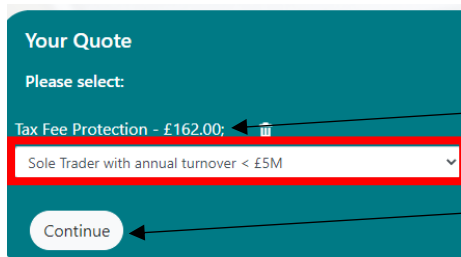 Your Quote
Please select:
Tax Fee Protection - £162.00;
Sole Trader with annual turnover < £5M
Continue